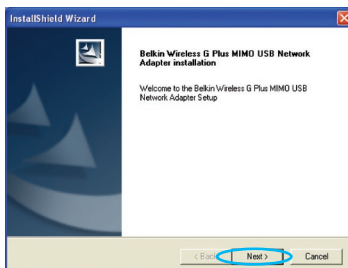 InstallShield Wizard
Belkin Wireless G Plus MIMO USB Network
Adapter installation
Welcome to the Belkin Wireless G Plus MIMO USB
Network Adapter Setup
< Back Next > Cancel